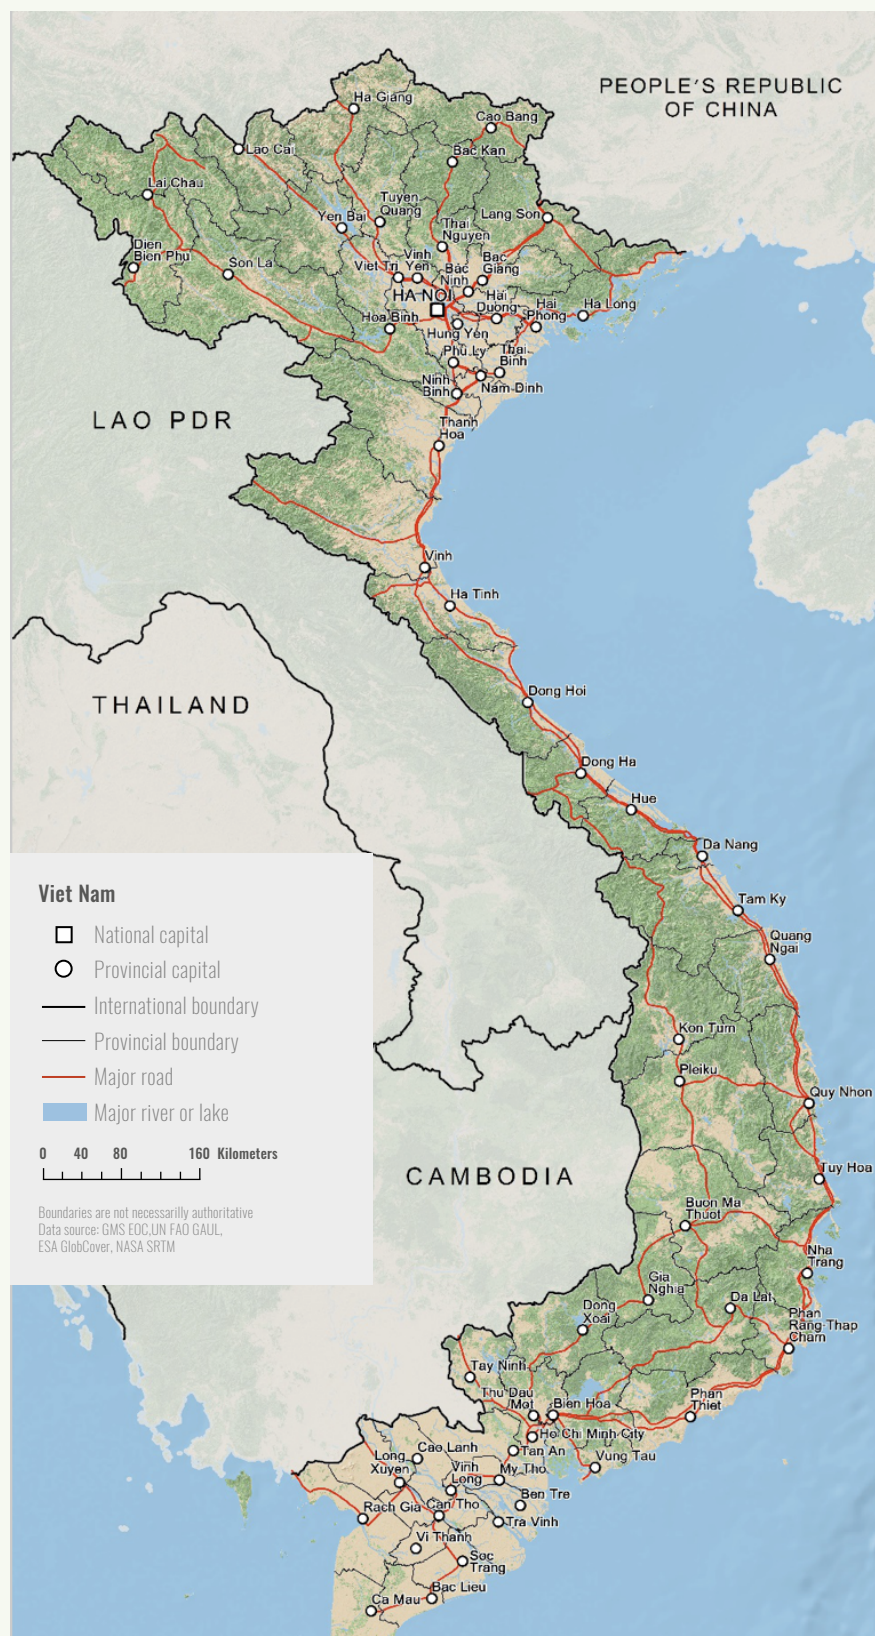 PEOPLE'S REPUBLIC
OF CHINA
Ha Giang
Cao Bang
Lao Cai
Bac Kan
Lai Chau
Tuyen
Quang
Yen Bai
Lang Son
Thai
Nguyen
Dien
Bien Phu
Son La
Viet Tri
Vinh
Yen
Bac
Ninh
Bac
Giang
HA NOI
Hai
Duong
Hai
Phong
Ha Long
Hoa Binh
Hung Yen
Phu Ly
Thai
Binh
Ninh
Binh
Nam Dinh
LAO PDR
Thanh
Hoa
Vinh
Ha Tinh
Dong Hoi
THAILAND
Dong Ha
Hue
Da Nang
Tam Ky
Quang
Ngai
Kon Tum
Pleiku
Quy Nhon
CAMBODIA
Tuy Hoa
Buon Ma
Thuot
Nha
Trang
Gia
Nghia
Da Lat
Dong
Xoai
Phan
Rang-Thap
Cham
Tay Ninh
Thu Dau
Mot
Bien Hoa
Phan
Thiet
Ho Chi Minh City
Cao Lanh
Tan An
Vung Tau
Long
Xuyen
Vinh
Long
My Tho
Ben Tre
Rach Gia
Can Tho
Tra Vinh
Vi Thanh
Soc
Trang
Bac Lieu
Ca Mau
Viet Nam
National capital
Provincial capital
International boundary
Provincial boundary
Major road
Major river or lake
0 40 80 160 Kilometers
Boundaries are not necessarilly authoritative
Data source: GMS EOC,UN FAO GAUL,
ESA GlobCover, NASA SRTM